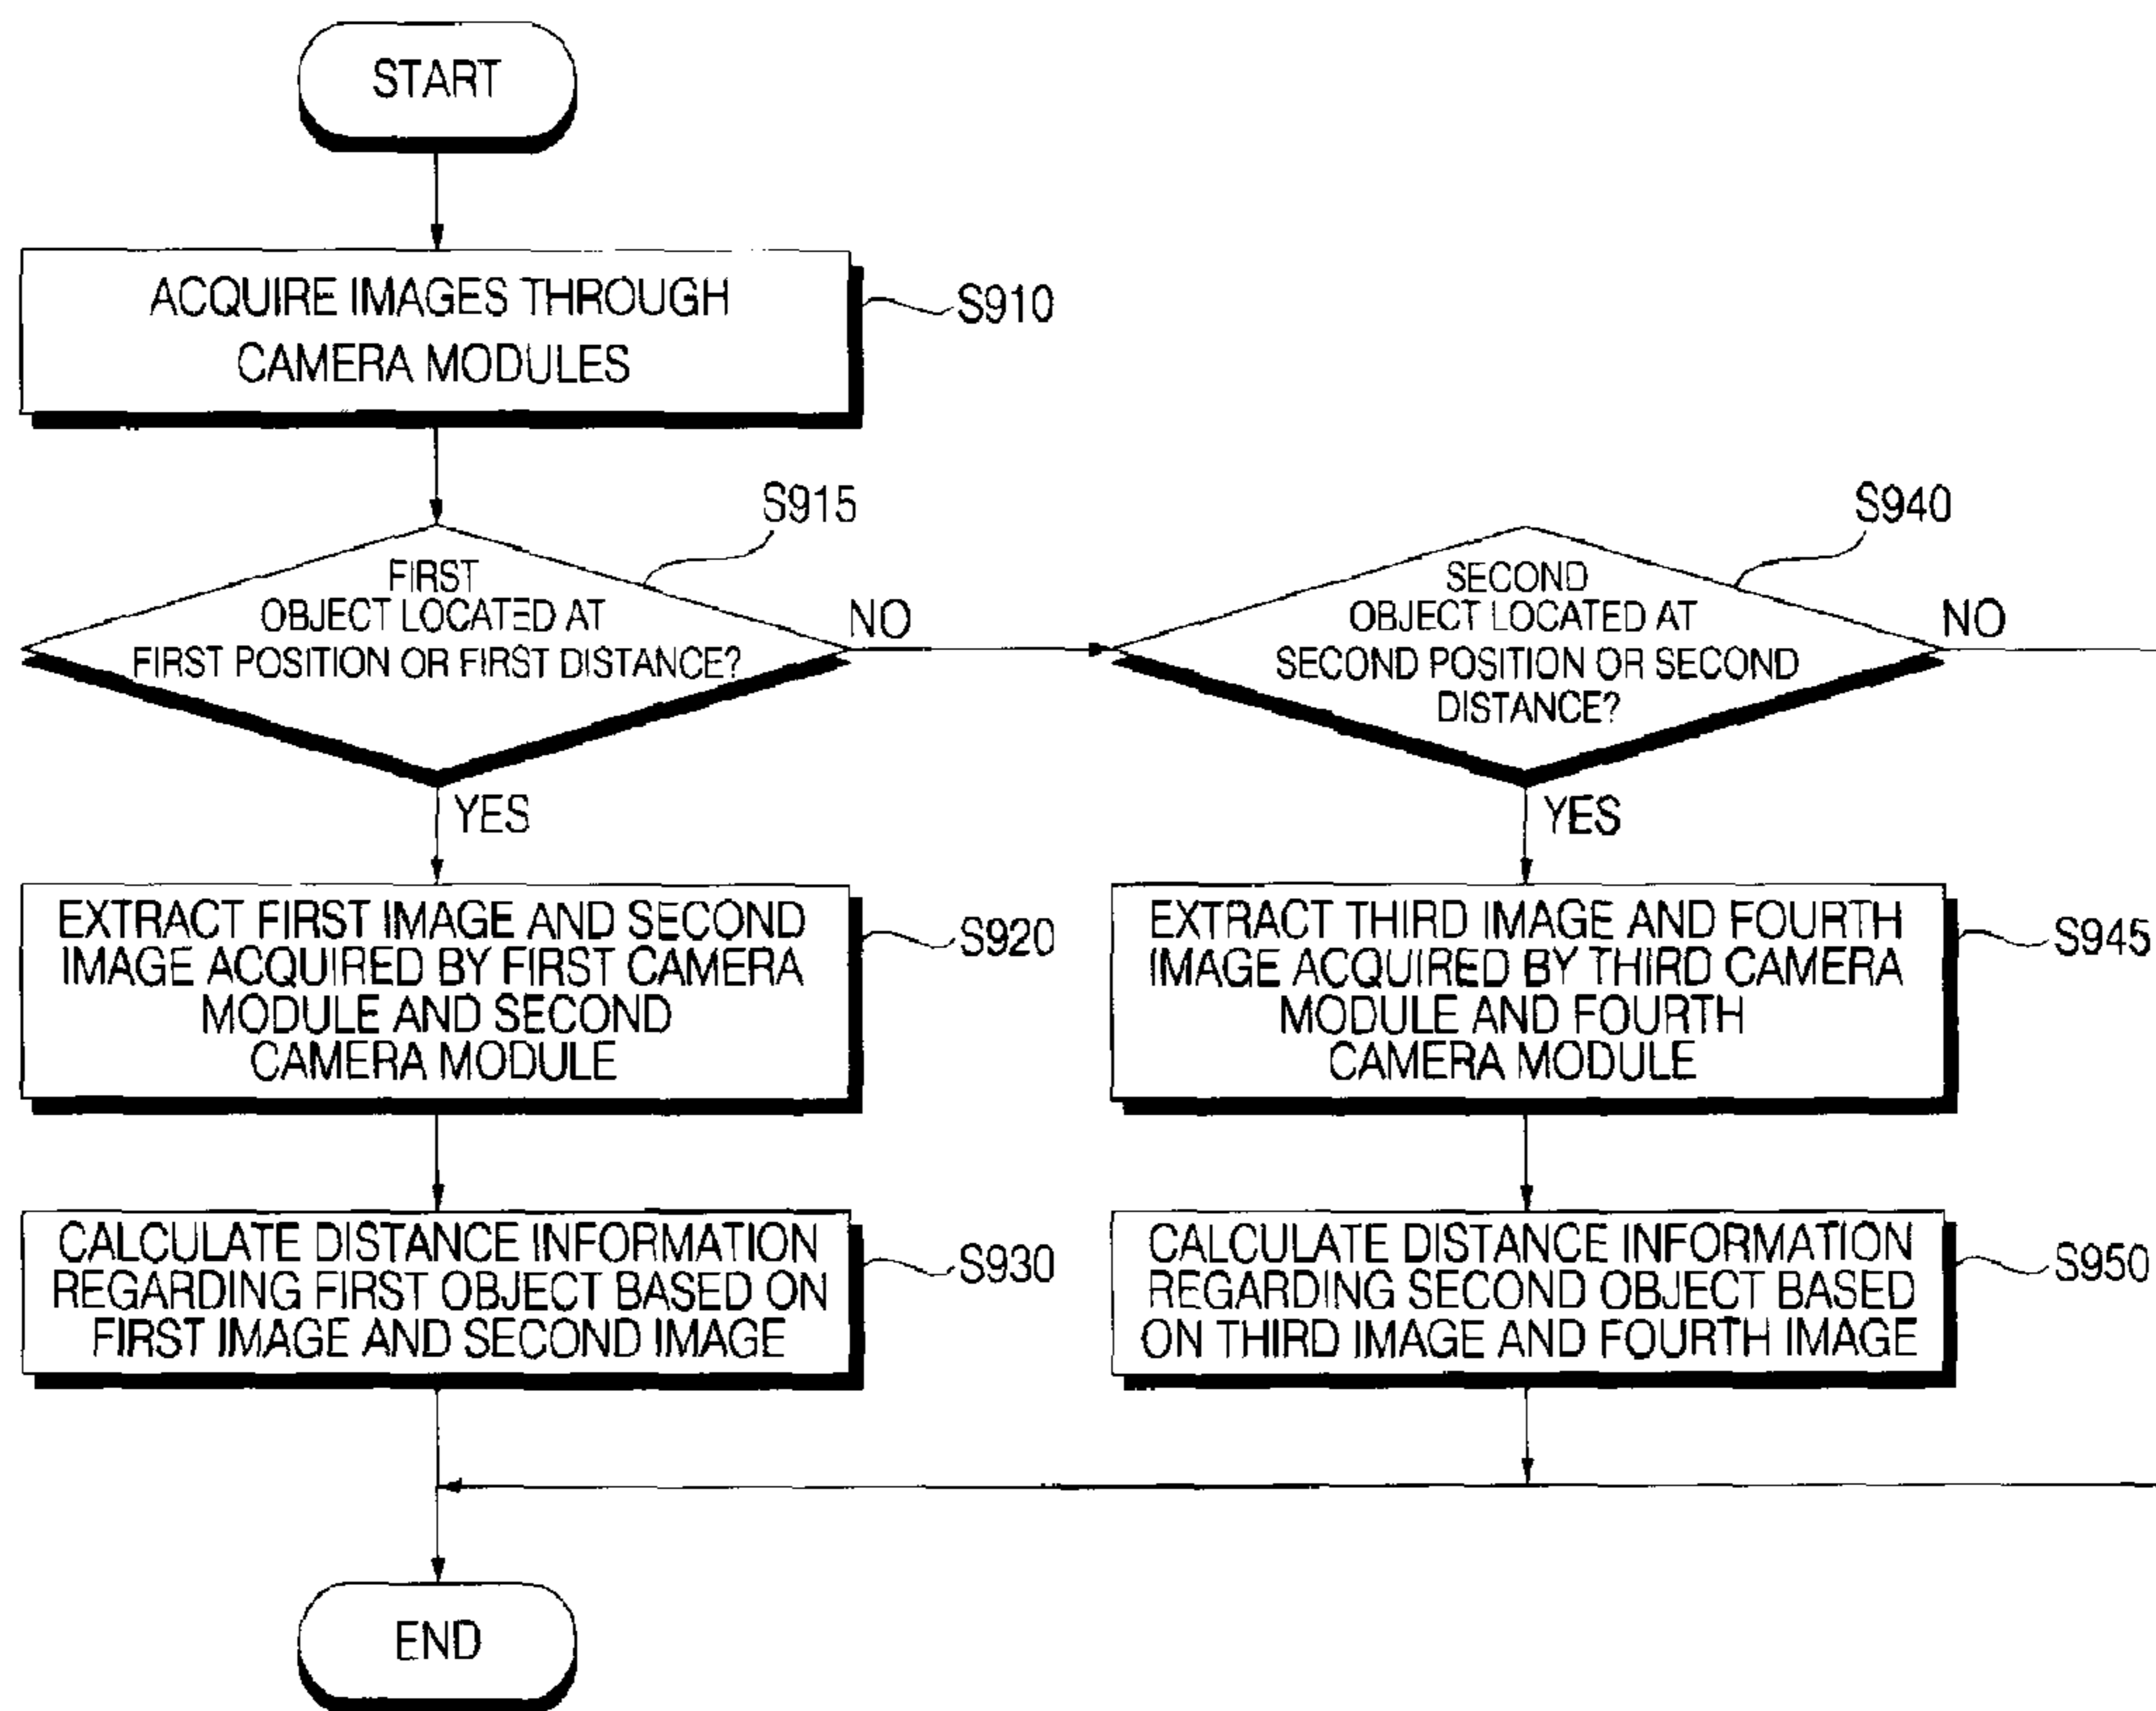 START
ACQUIRE IMAGES THROUGH
CAMERA MODULES
S910
S915
FIRST
OBJECT LOCATED AT
FIRST POSITION OR FIRST DISTANCE?
NO
YES
S940
SECOND
OBJECT LOCATED AT
SECOND POSITION OR SECOND
DISTANCE?
NO
YES
EXTRACT FIRST IMAGE AND SECOND
IMAGE ACQUIRED BY FIRST CAMERA
MODULE AND SECOND
CAMERA MODULE
S920
EXTRACT THIRD IMAGE AND FOURTH
IMAGE ACQUIRED BY THIRD CAMERA
MODULE AND FOURTH
CAMERA MODULE
S945
CALCULATE DISTANCE INFORMATION
REGARDING FIRST OBJECT BASED ON
FIRST IMAGE AND SECOND IMAGE
S930
CALCULATE DISTANCE INFORMATION
REGARDING SECOND OBJECT BASED
ON THIRD IMAGE AND FOURTH IMAGE
S950
END